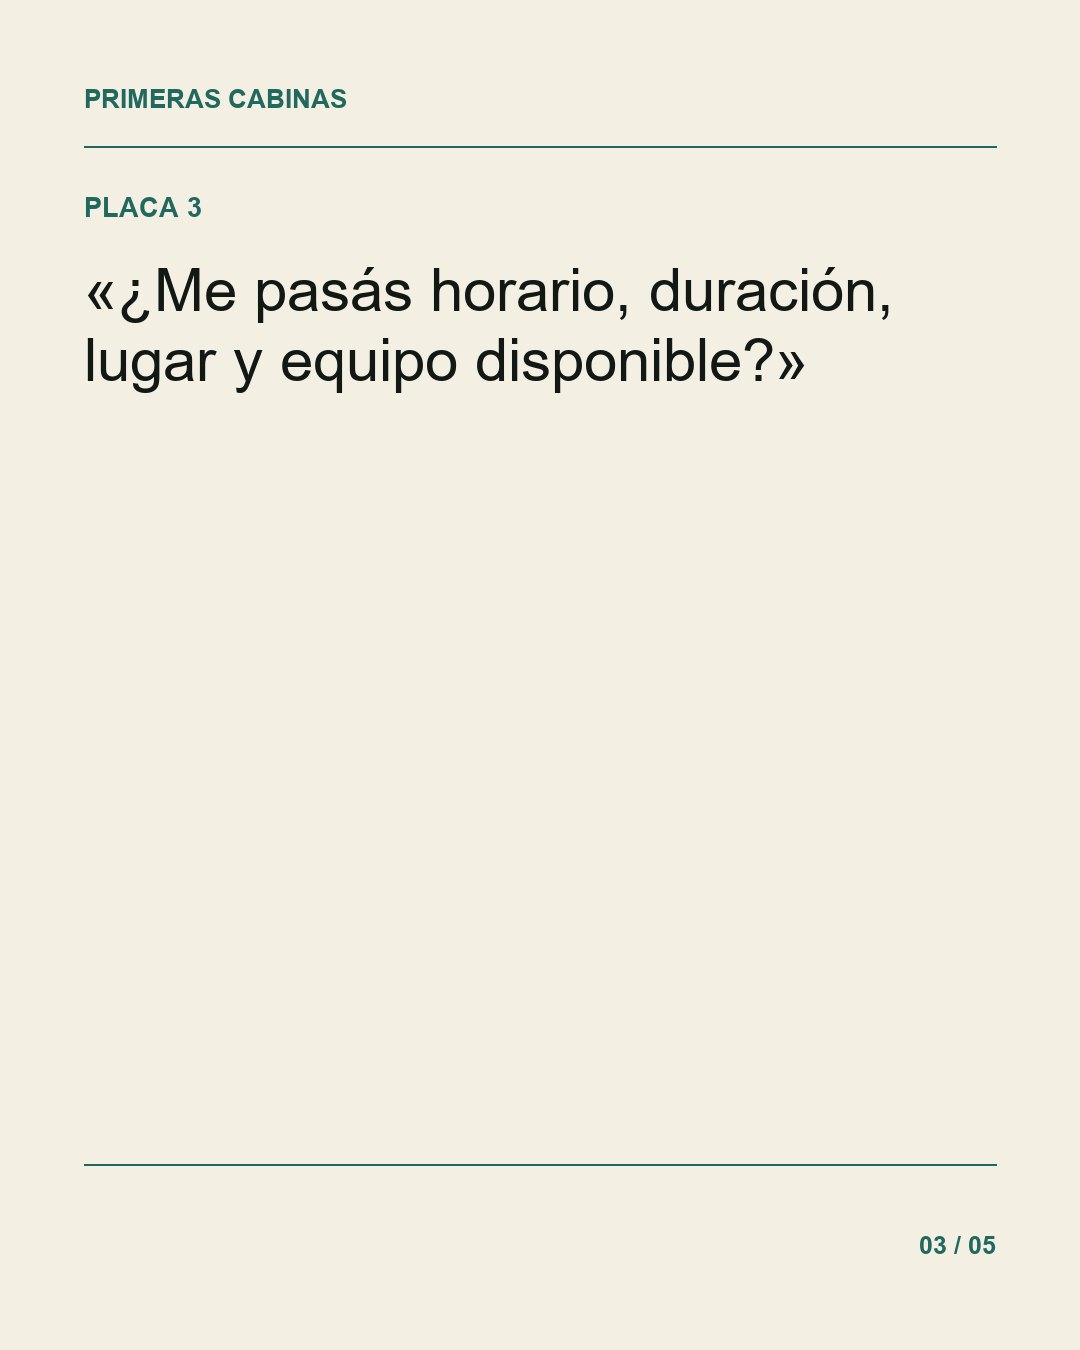 PRIMERAS CABINAS
PLACA 3
«¿Me pasás horario, duración,
lugar y equipo disponible?»
03 / 05